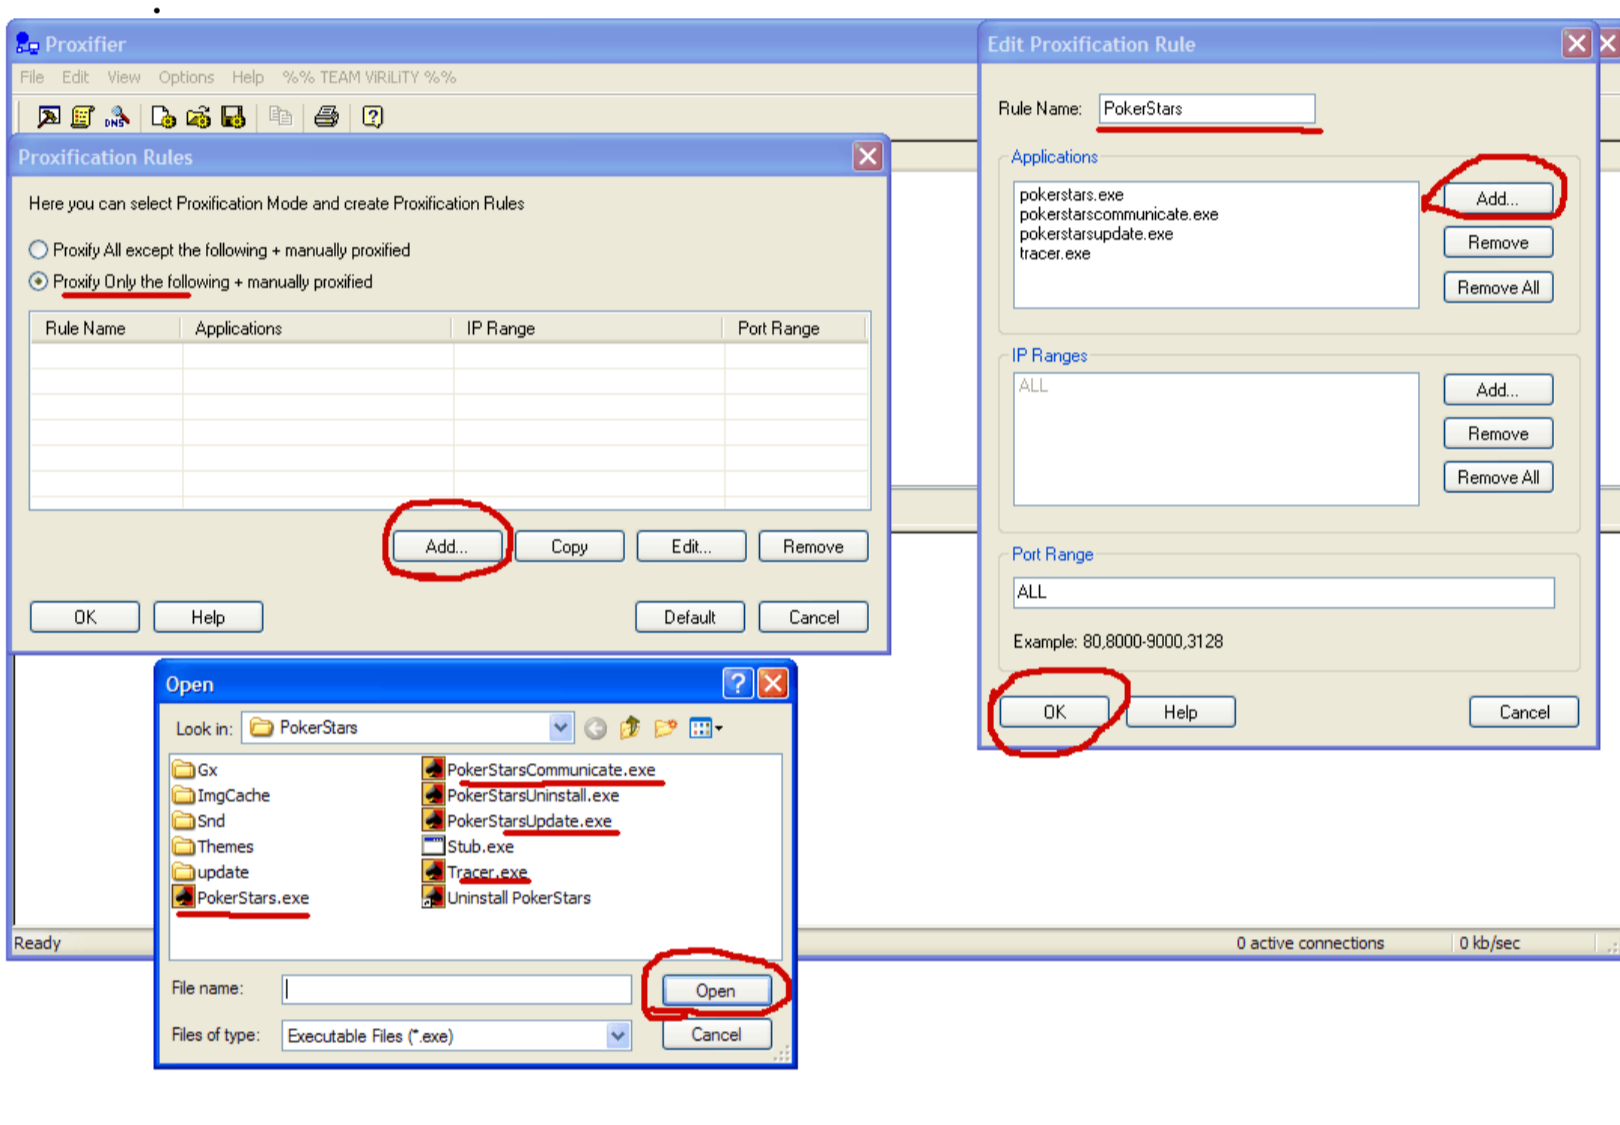 Proxifier
File Edit View Options Help %% TEAM ViRiLiTY %%
DNS
Proxification Rules
Here you can select Proxification Mode and create Proxification Rules
Proxify All except the following + manually proxified
Proxify Only the following + manually proxified
Rule Name Applications IP Range Port Range
Add... Copy Edit... Remove
OK Help Default Cancel
Edit Proxification Rule
Rule Name: PokerStars
Applications
pokerstars.exe
pokerstarscommunicate.exe
pokerstarsupdate.exe
tracer.exe
Add...
Remove
Remove All
IP Ranges
ALL
Add...
Remove
Remove All
Port Range
ALL
Example: 80,8000-9000,3128
OK Help Cancel
Open
Look in: PokerStars
Gx
ImgCache
Snd
Themes
update
PokerStars.exe
PokerStarsCommunicate.exe
PokerStarsUninstall.exe
PokerStarsUpdate.exe
Stub.exe
Tracer.exe
Uninstall PokerStars
File name: Open
Files of type: Executable Files (*.exe) Cancel
Ready 0 active connections 0 kb/sec